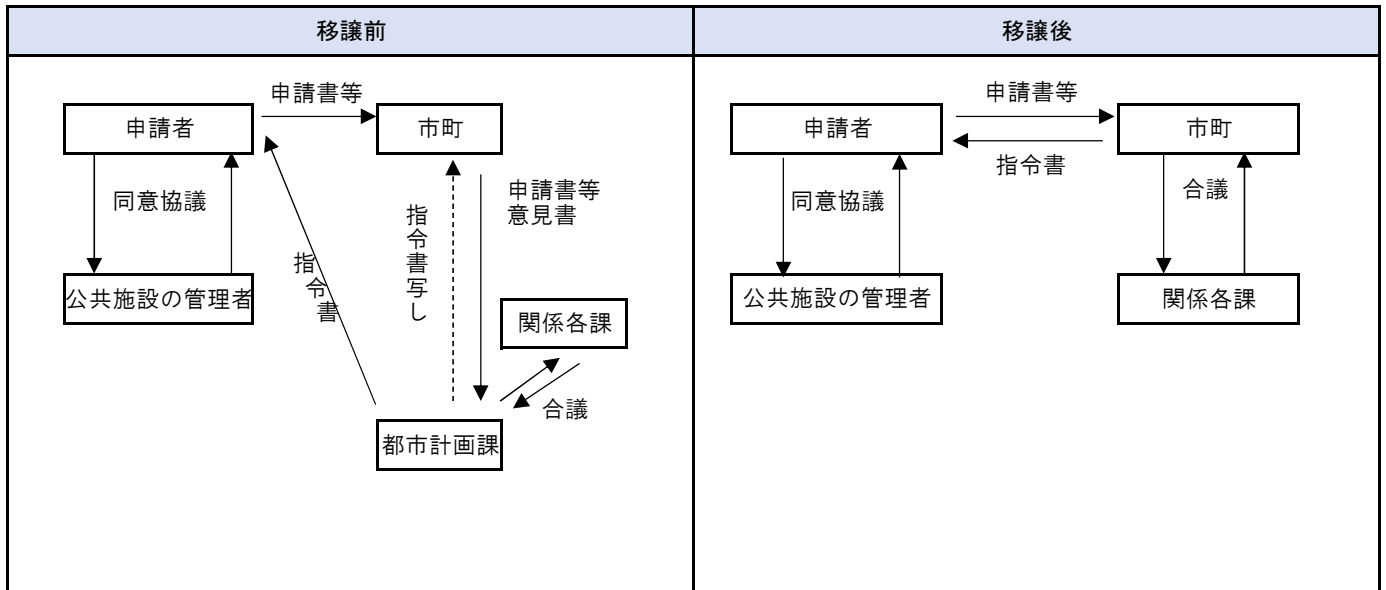 移譲前
移譲後
申請書等
申請者
市町
同意協議
申請書等
意見書
指令書写し
指令書
公共施設の管理者
関係各課
合議
都市計画課
申請書等
申請者
市町
指令書
同意協議
合議
公共施設の管理者
関係各課